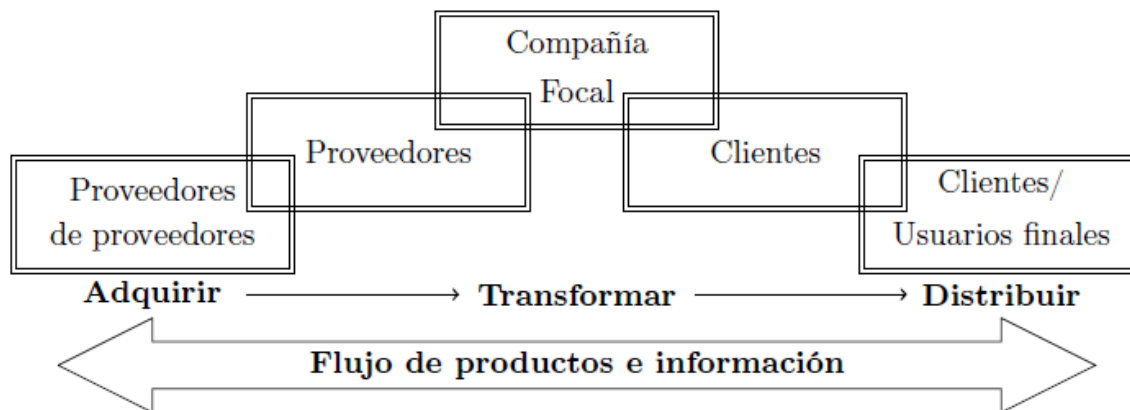 Compañía
Focal
Proveedores
Clientes
Proveedores
de proveedores
Clientes/
Usuarios finales
Adquirir
Transformar
Distribuir
Flujo de productos e información